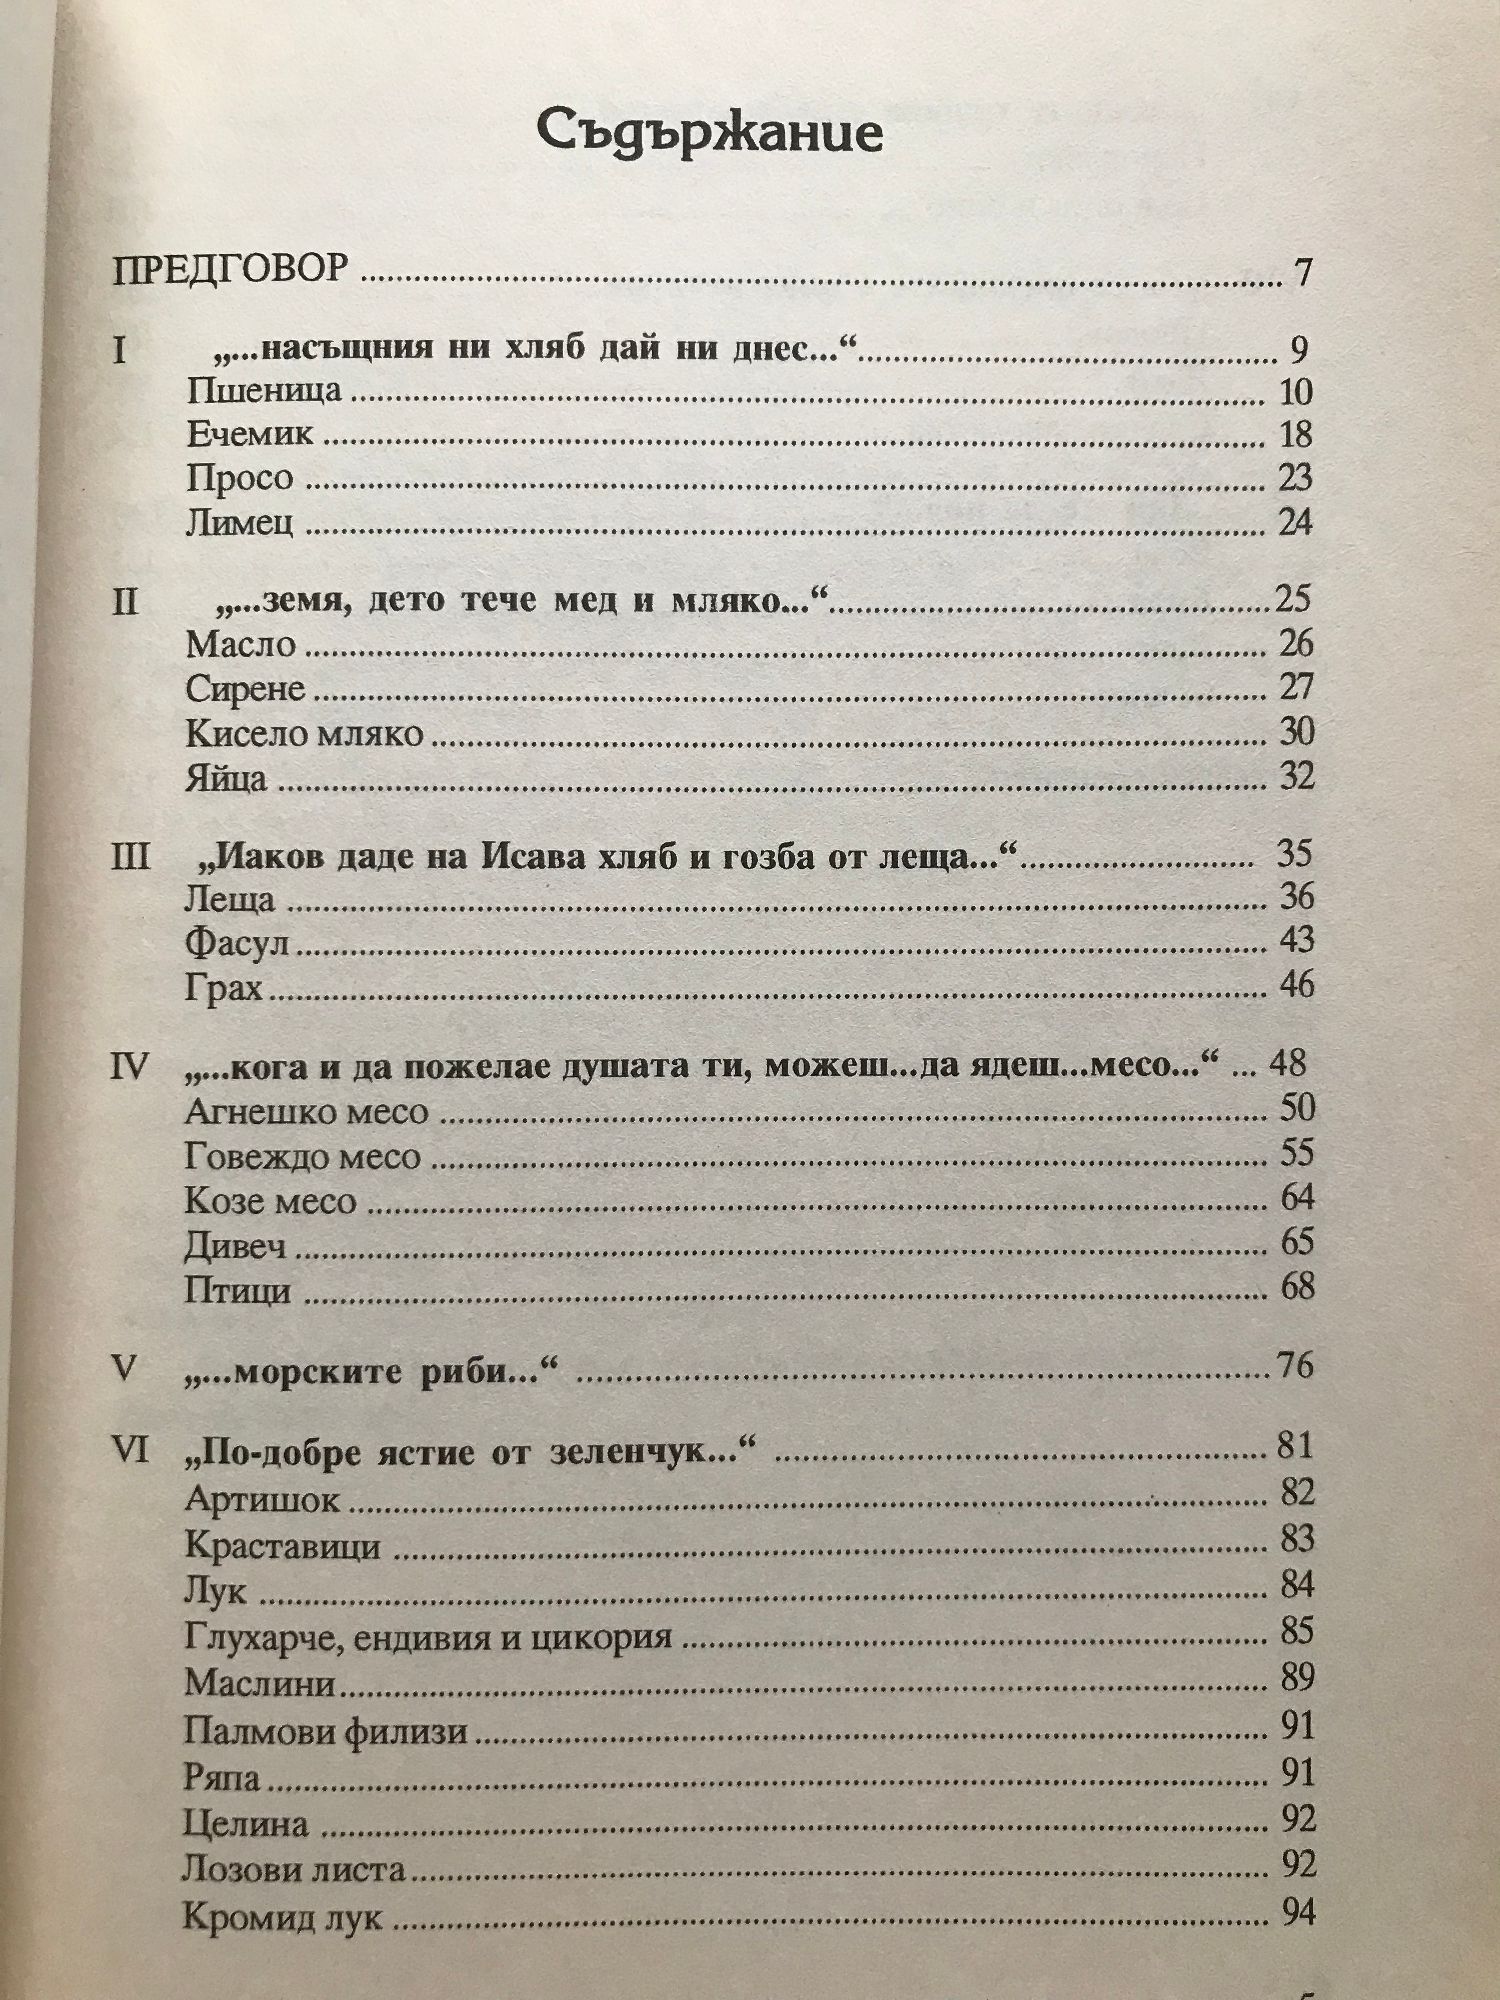 Съдържание
ПРЕДГОВОР ........ 7
I „...насъщния ни хляб дай ни днес...“ ........ 9
Пшеница ........ 10
Ечемик ........ 18
Просо ........ 23
Лимец ........ 24
II „...земя, дето тече мед и мляко...“ ........ 25
Масло ........ 26
Сирене ........ 27
Кисело мляко ........ 30
Яйца ........ 32
III „Иаков даде на Исава хляб и гозба от леща...“ ........ 35
Леща ........ 36
Фасул ........ 43
Грах ........ 46
IV „...кога и да пожелае душата ти, можеш...да ядеш...месо...“ ... 48
Агнешко месо ........ 50
Говеждо месо ........ 55
Козе месо ........ 64
Дивеч ........ 65
Птици ........ 68
V „...морските риби...“ ........ 76
VI „По-добре ястие от зеленчук...“ ........ 81
Артишок ........ 82
Краставици ........ 83
Лук ........ 84
Глухарче, ендивия и цикория ........ 85
Маслини ........ 89
Палмови филизи ........ 91
Ряпа ........ 91
Целина ........ 92
Лозови листа ........ 92
Кромид лук ........ 94